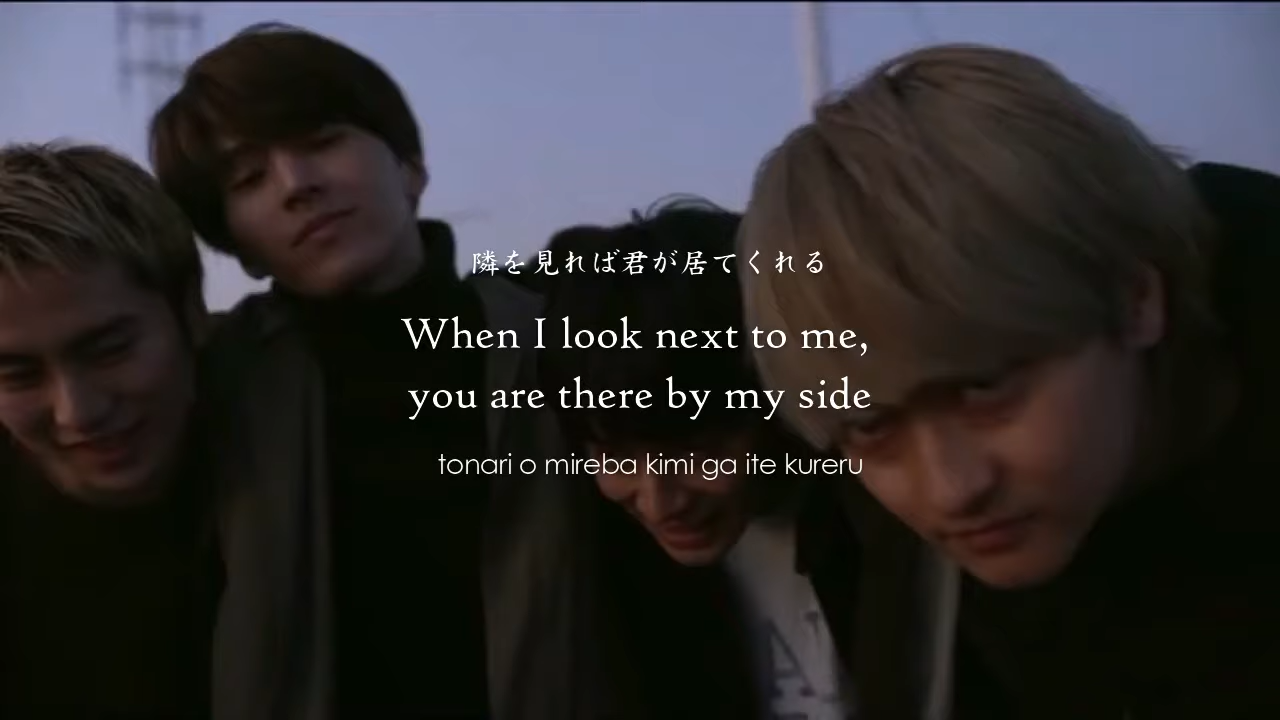 隣を見れば君が居てくれる
When I look next to me,
you are there by my side
tonari o mireba kimi ga ite kureru